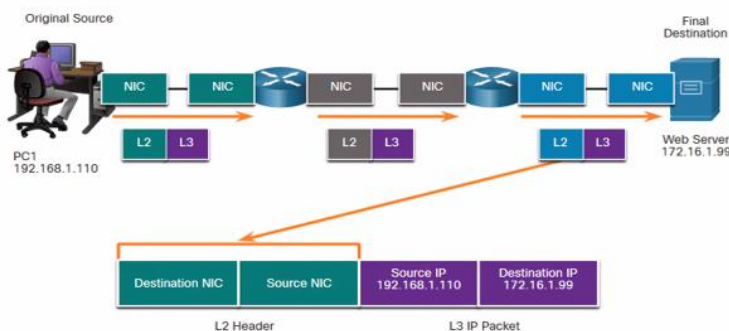 Original Source
Final
Destination
NIC
NIC
NIC
NIC
NIC
NIC
L2
L3
L2
L3
L2
L3
PC1
192.168.1.110
Web Server
172.16.1.99
Destination NIC
Source NIC
Source IP
192.168.1.110
Destination IP
172.16.1.99
L2 Header
L3 IP Packet